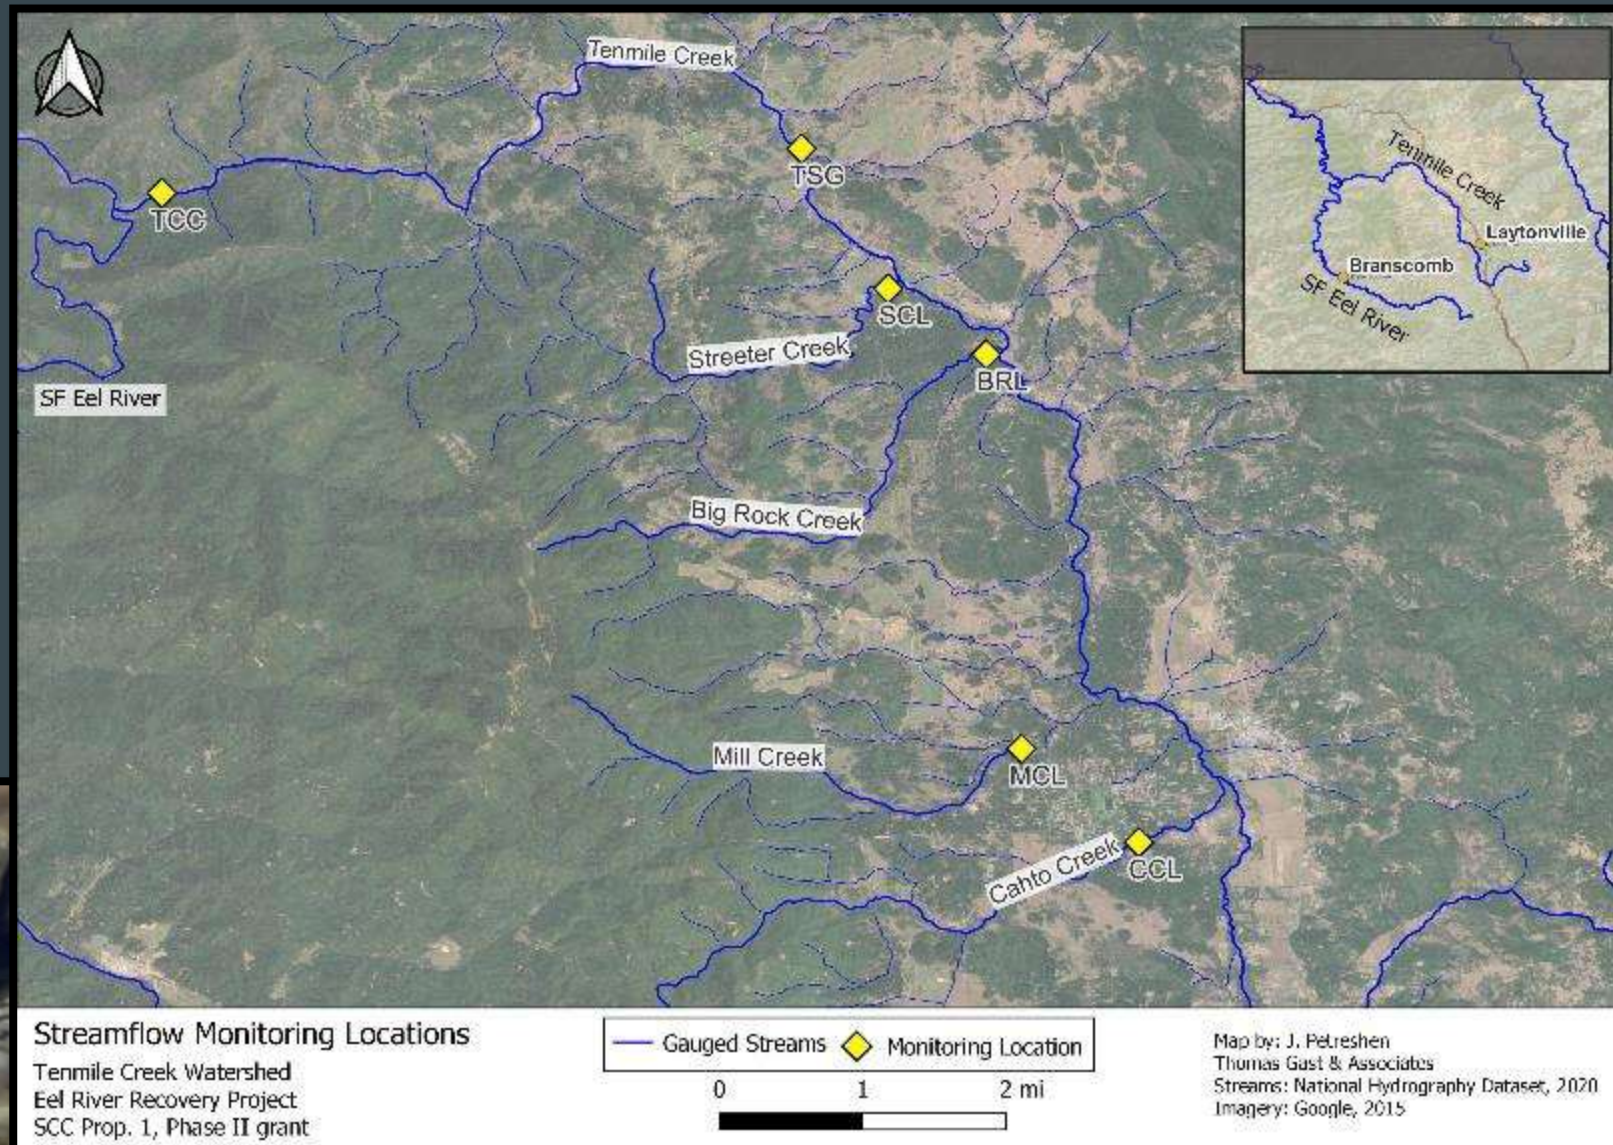 Tenmile Creek
TSG
TCC
SCL
Streeter Creek
BRL
SF Eel River
Big Rock Creek
Mill Creek
MCL
Cahto Creek
CCL
Tenmile Creek
Laytonville
Branscomb
SF Eel River
Streamflow Monitoring Locations
Tenmile Creek Watershed
Eel River Recovery Project
SCC Prop. 1, Phase II grant
Gauged Streams Monitoring Location
0 1 2 mi
Map by: J. Petreshen
Thomas Gast & Associates
Streams: National Hydrography Dataset, 2020
Imagery: Google, 2015